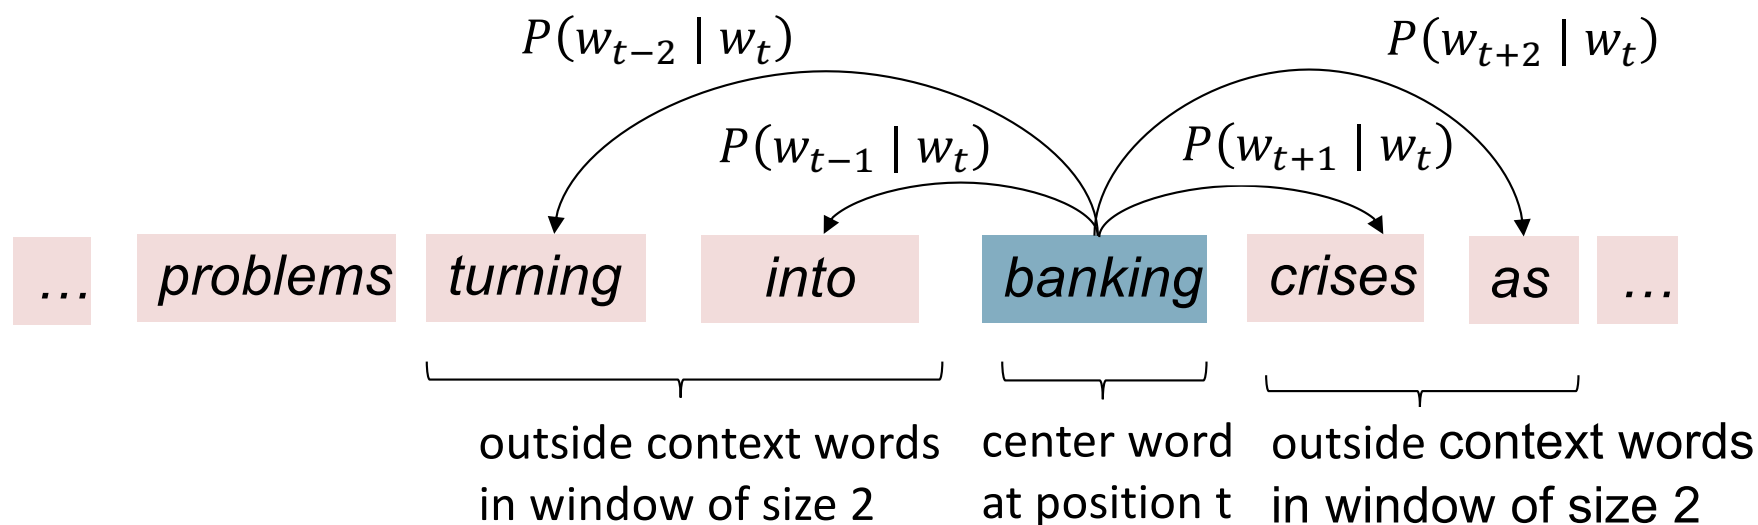 P(w_{t−2} | w_t)
P(w_{t+2} | w_t)
P(w_{t−1} | w_t)
P(w_{t+1} | w_t)
… problems turning into banking crises as …
outside context words
in window of size 2
center word
at position t
outside context words
in window of size 2